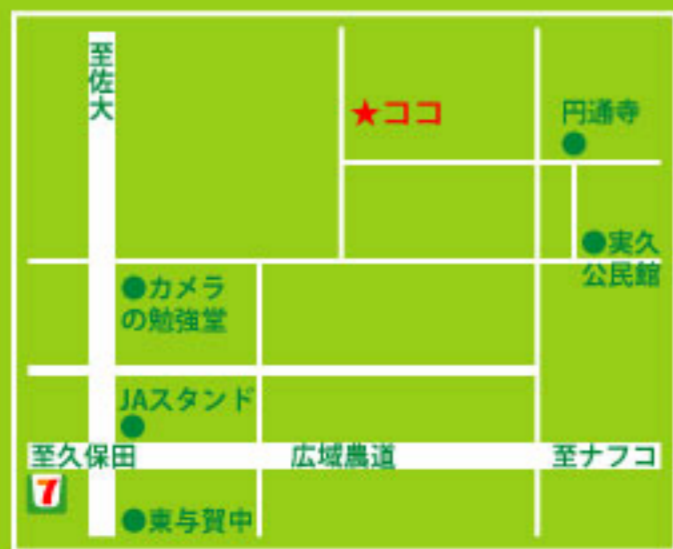 至佐大
★ココ
円通寺
●
●実久
公民館
●カメラ
の勉強堂
JAスタンド
●
至久保田
広域農道
至ナフコ
7
●東与賀中